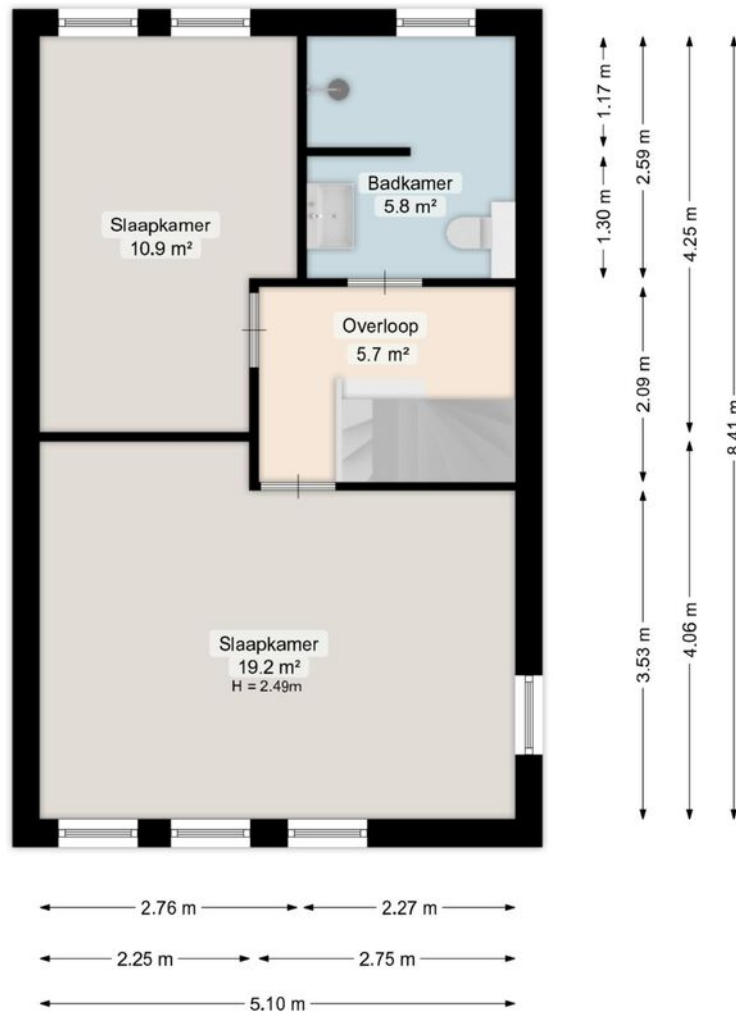 Slaapkamer
10.9 m²
Badkamer
5.8 m²
Overloop
5.7 m²
Slaapkamer
19.2 m²
H = 2.49m
1.17 m
1.30 m
2.59 m
2.09 m
3.53 m
4.25 m
4.06 m
8.41 m
2.76 m
2.27 m
2.25 m
2.75 m
5.10 m